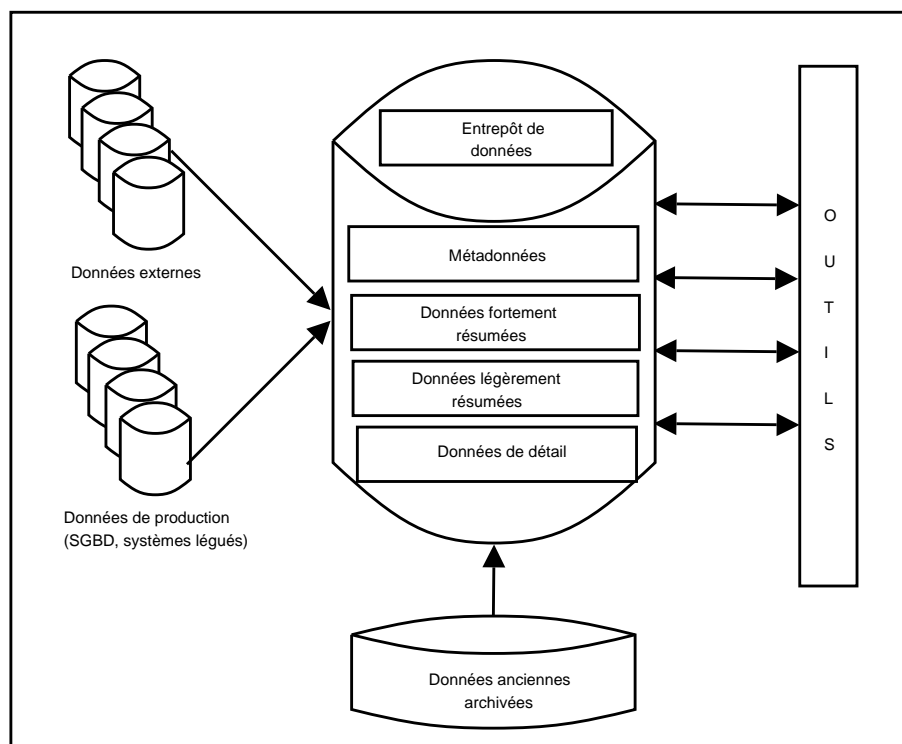 Entrepôt de
données
Données externes
Métadonnées
Données fortement
résumées
Données légèrement
résumées
Données de détail
Données de production
(SGBD, systèmes légués)
Données anciennes
archivées
O
U
T
I
L
S